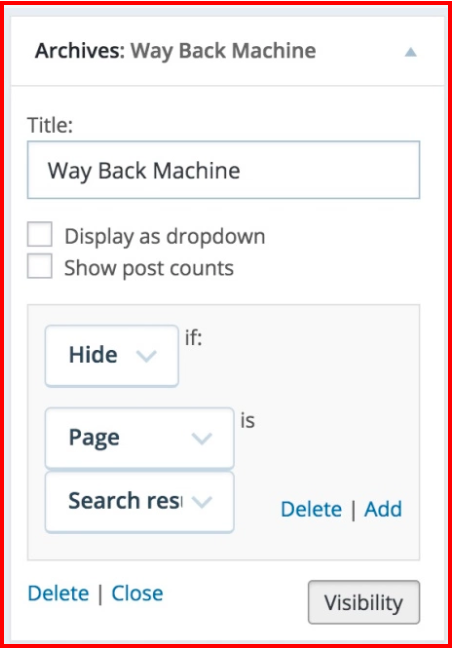 Archives: Way Back Machine
Title:
Way Back Machine
Display as dropdown
Show post counts
Hide if:
Page is
Search res
Delete | Add
Delete | Close
Visibility